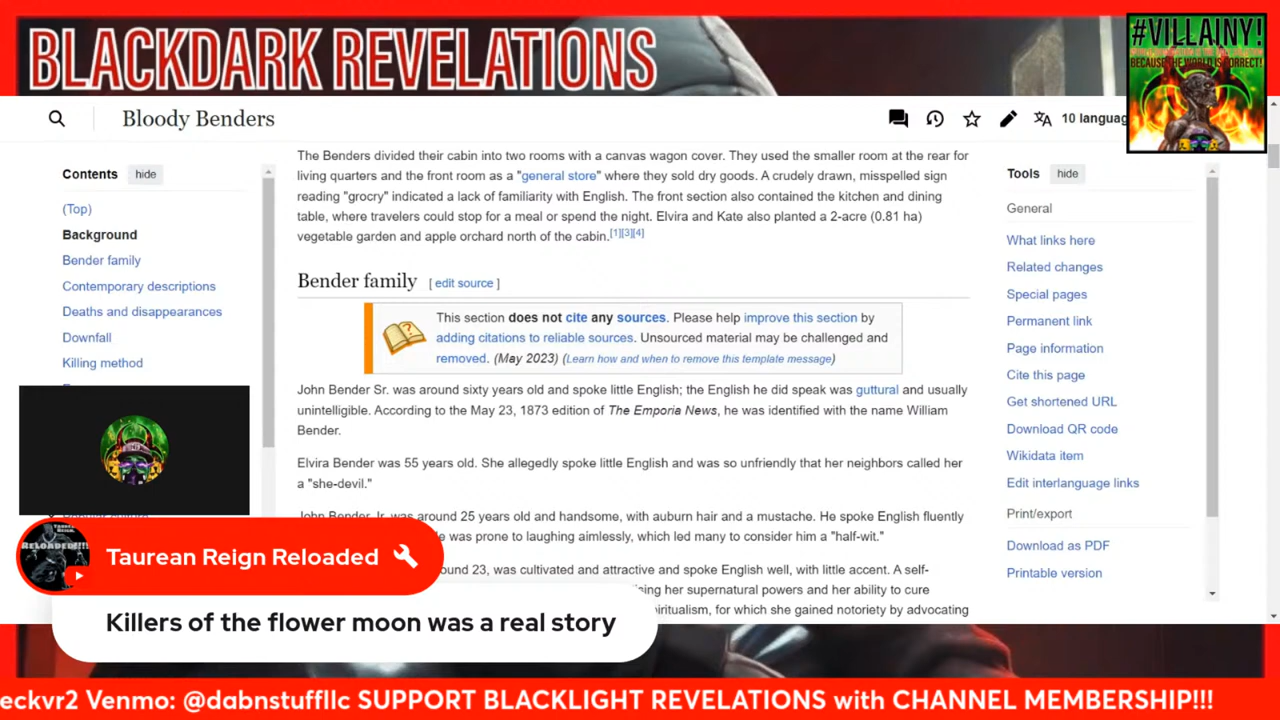 BLACKDARK REVELATIONS
#VILLAINY!
BECAUSE THE WORLD IS CORRECT!
Bloody Benders
10 languag
Contents hide
(Top)
Background
Bender family
Contemporary descriptions
Deaths and disappearances
Downfall
Killing method
The Benders divided their cabin into two rooms with a canvas wagon cover. They used the smaller room at the rear for
living quarters and the front room as a "general store" where they sold dry goods. A crudely drawn, misspelled sign
reading "grocry" indicated a lack of familiarity with English. The front section also contained the kitchen and dining
table, where travelers could stop for a meal or spend the night. Elvira and Kate also planted a 2-acre (0.81 ha)
vegetable garden and apple orchard north of the cabin.[1][3][4]
Bender family [ edit source ]
This section does not cite any sources. Please help improve this section by
adding citations to reliable sources. Unsourced material may be challenged and
removed. (May 2023) (Learn how and when to remove this template message)
John Bender Sr. was around sixty years old and spoke little English; the English he did speak was guttural and usually
unintelligible. According to the May 23, 1873 edition of The Emporia News, he was identified with the name William
Bender.
Elvira Bender was 55 years old. She allegedly spoke little English and was so unfriendly that her neighbors called her
a "she-devil."
John Bender Jr. was around 25 years old and handsome, with auburn hair and a mustache. He spoke English fluently
was prone to laughing aimlessly, which led many to consider him a "half-wit."
ound 23, was cultivated and attractive and spoke English well, with little accent. A self-
ing her supernatural powers and her ability to cure
piritualism, for which she gained notoriety by advocating
Tools hide
General
What links here
Related changes
Special pages
Permanent link
Page information
Cite this page
Get shortened URL
Download QR code
Wikidata item
Edit interlanguage links
Print/export
Download as PDF
Printable version
RELOADED!!!!
Taurean Reign Reloaded
Killers of the flower moon was a real story
eckvr2 Venmo: @dabnstuffllc SUPPORT BLACKLIGHT REVELATIONS with CHANNEL MEMBERSHIP!!!